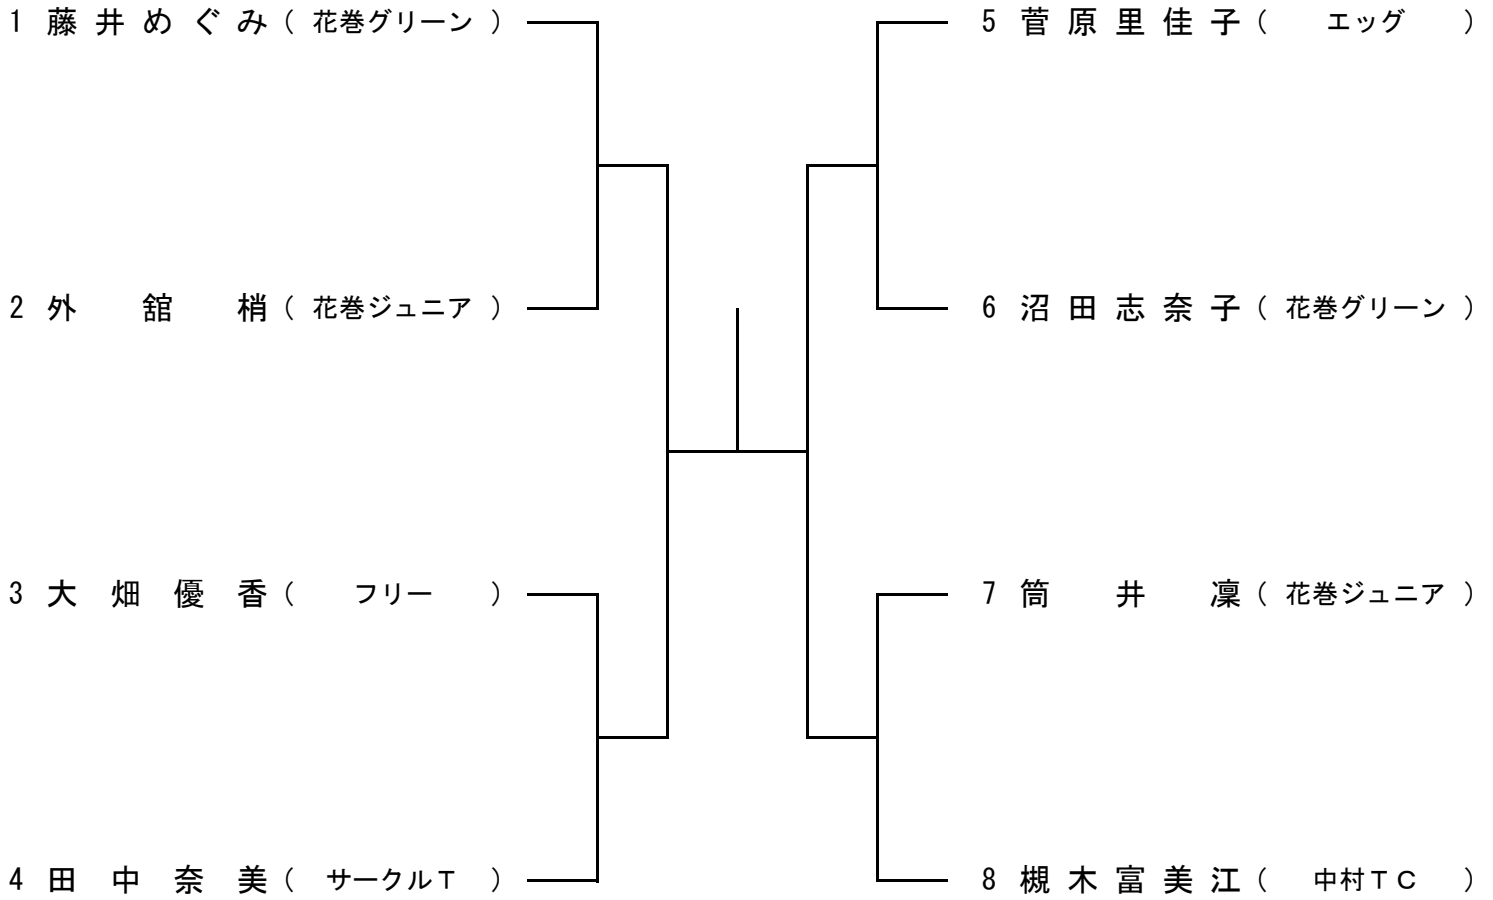 1 藤井めぐみ（ 花巻グリーン ）
2 外舘梢（ 花巻ジュニア ）
3 大畑優香（ フリー ）
4 田中奈美（ サークルＴ ）
5 菅原里佳子（ エッグ ）
6 沼田志奈子（ 花巻グリーン ）
7 筒井凜（ 花巻ジュニア ）
8 槻木富美江（ 中村ＴＣ ）